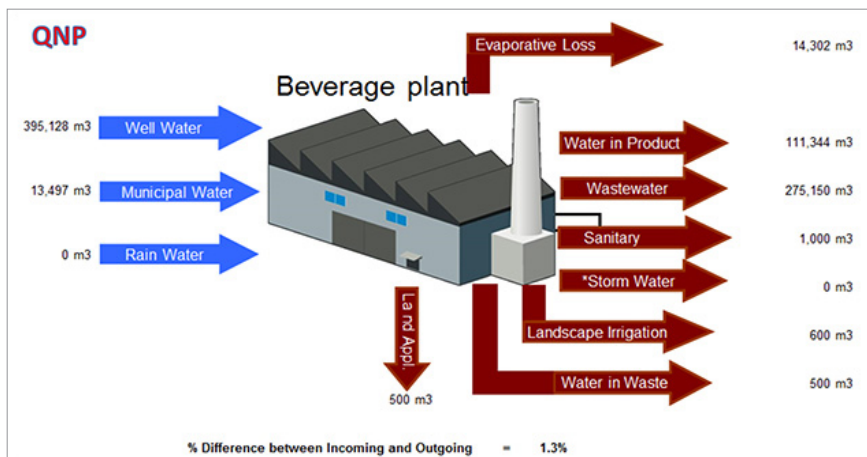 QNP
Evaporative Loss 14,302 m3
Beverage plant
395,128 m3 Well Water
Water in Product 111,344 m3
13,497 m3 Municipal Water
Wastewater 275,150 m3
Sanitary 1,000 m3
0 m3 Rain Water
*Storm Water 0 m3
Land Appl.
Landscape Irrigation 600 m3
Water in Waste 500 m3
500 m3
% Difference between Incoming and Outgoing = 1.3%